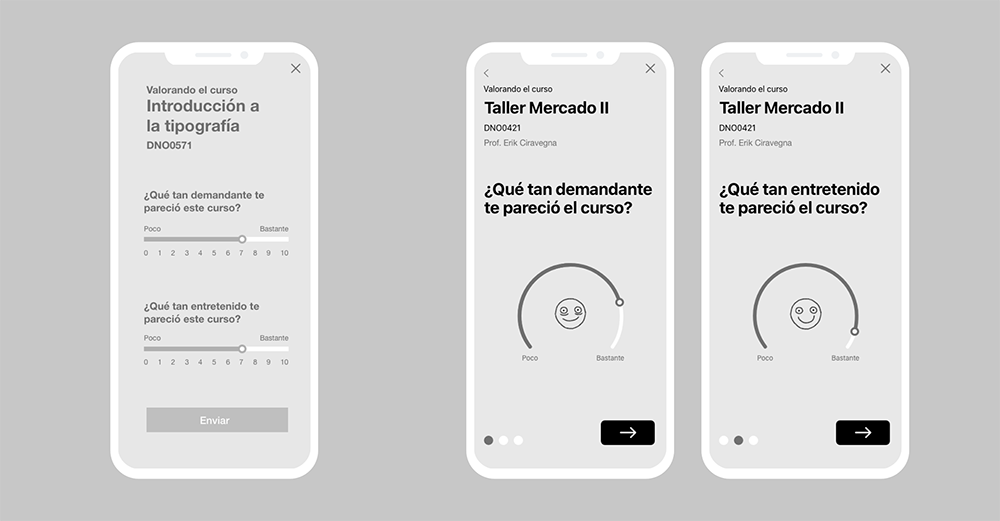 Valorando el curso
Introducción a
la tipografía
DNO0571
¿Qué tan demandante te
pareció este curso?
Poco Bastante
0 1 2 3 4 5 6 7 8 9 10
¿Qué tan entretenido te
pareció este curso?
Poco Bastante
0 1 2 3 4 5 6 7 8 9 10
Enviar
Valorando el curso
Taller Mercado II
DNO0421
Prof. Erik Ciravegna
¿Qué tan demandante
te pareció el curso?
Poco Bastante
Valorando el curso
Taller Mercado II
DNO0421
Prof. Erik Ciravegna
¿Qué tan entretenido
te pareció el curso?
Poco Bastante